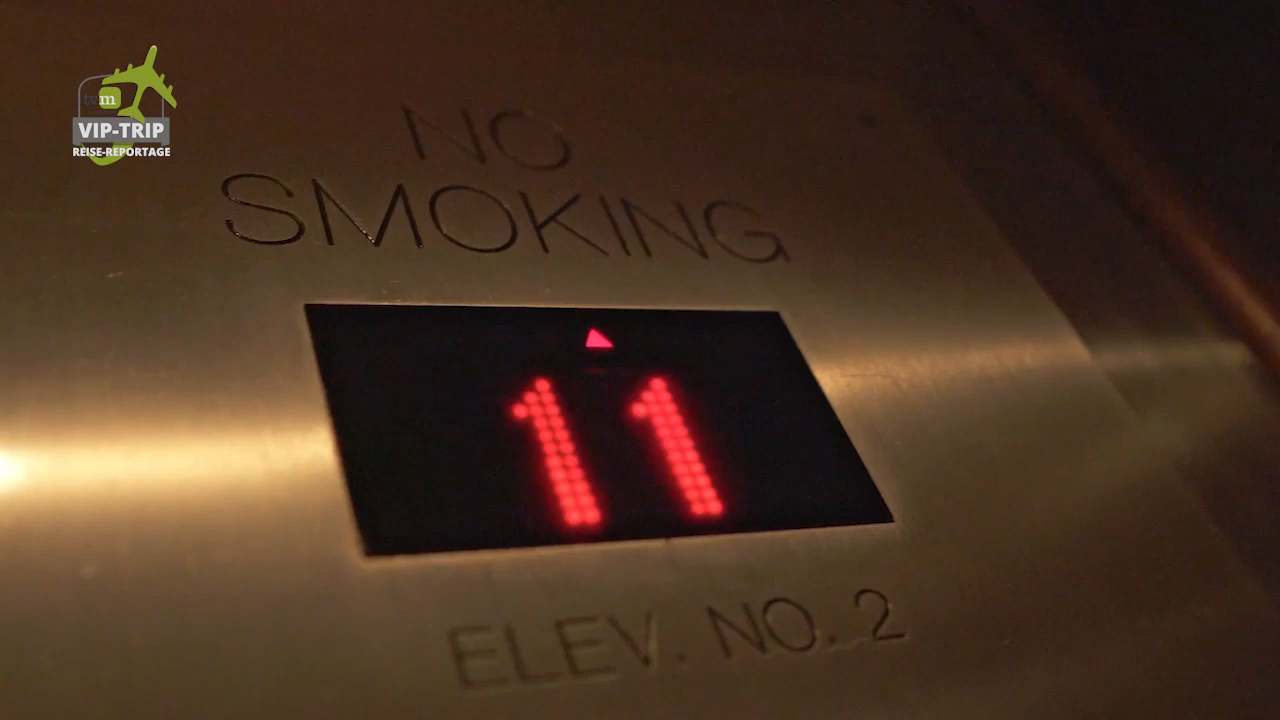 tvm
VIP-TRIP
REISE-REPORTAGE
NO
SMOKING
11
ELEV. NO. 2